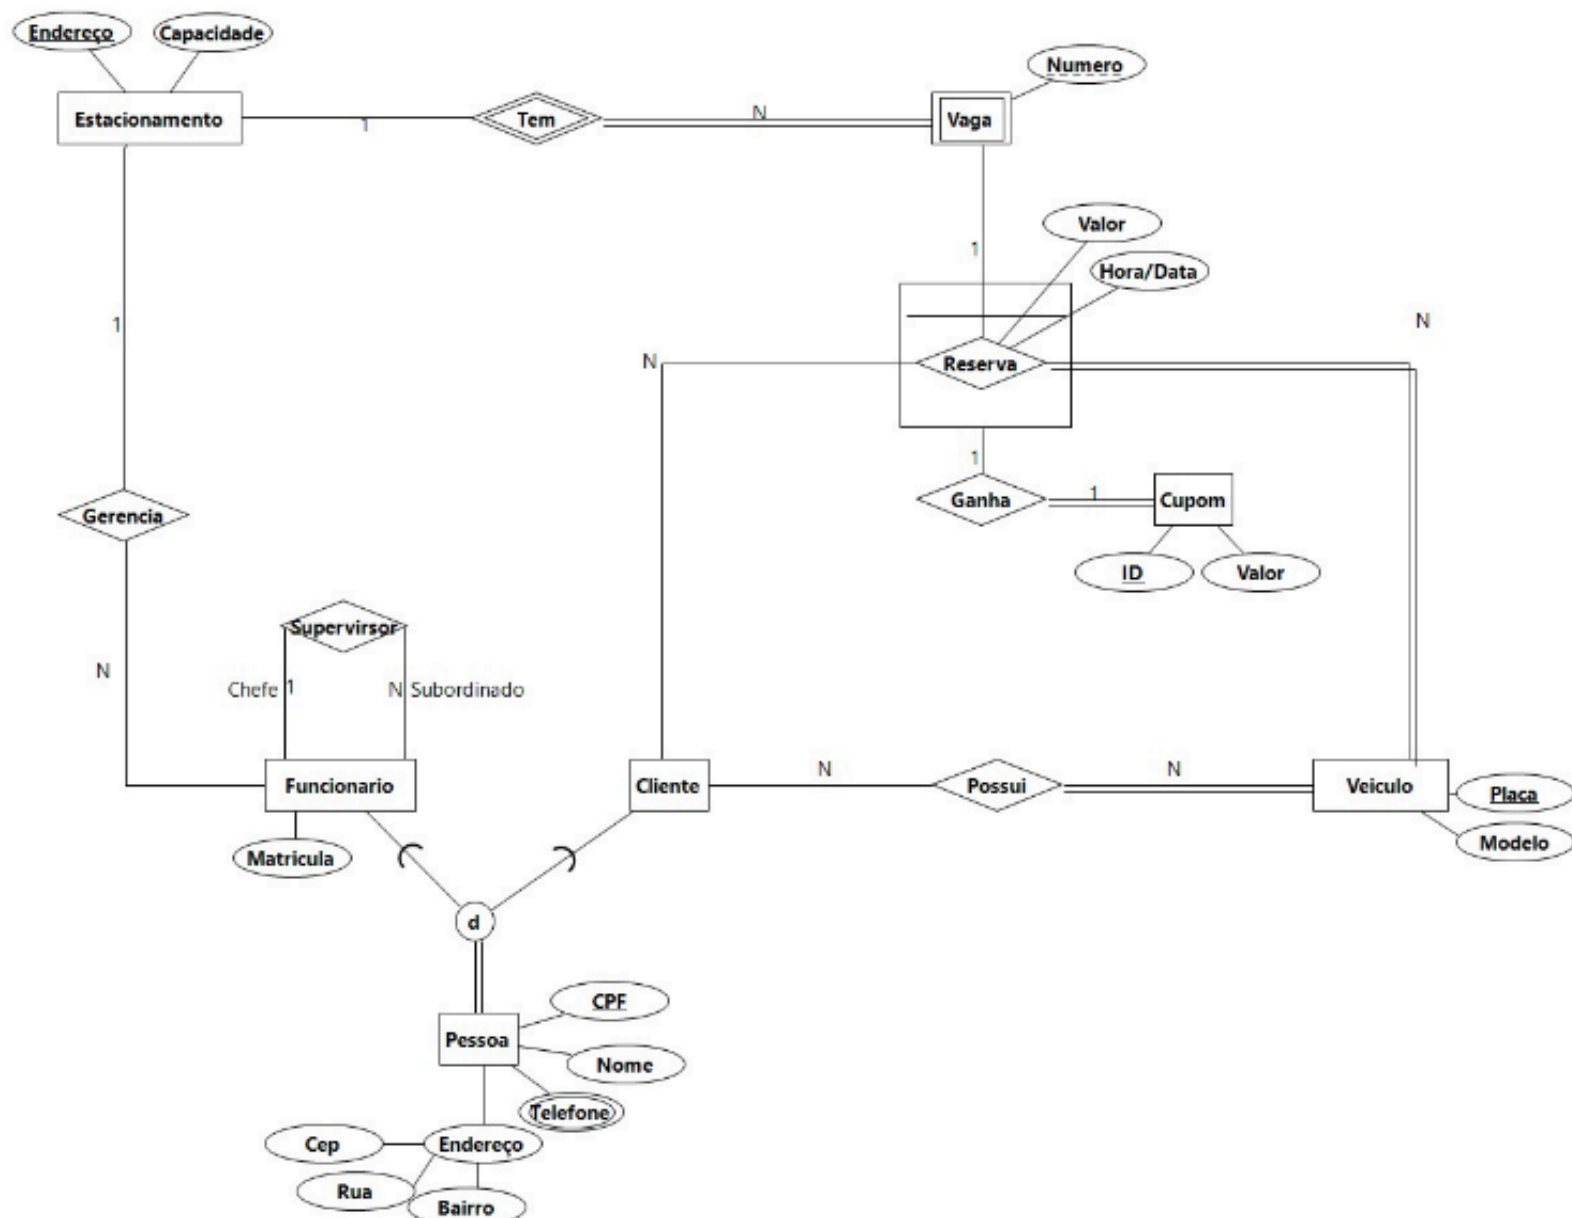 Endereço
Capacidade
Numero
Estacionamento
1
Tem
N
Vaga
Valor
1
Hora/Data
1
N
N
Reserva
1
1
Ganha
Cupom
Gerencia
ID
Valor
Supervirsor
N
Chefe
1
N
Subordinado
Funcionario
Cliente
N
Possui
N
Veiculo
Placa
Matricula
Modelo
d
CPF
Pessoa
Nome
Telefone
Cep
Endereço
Rua
Bairro